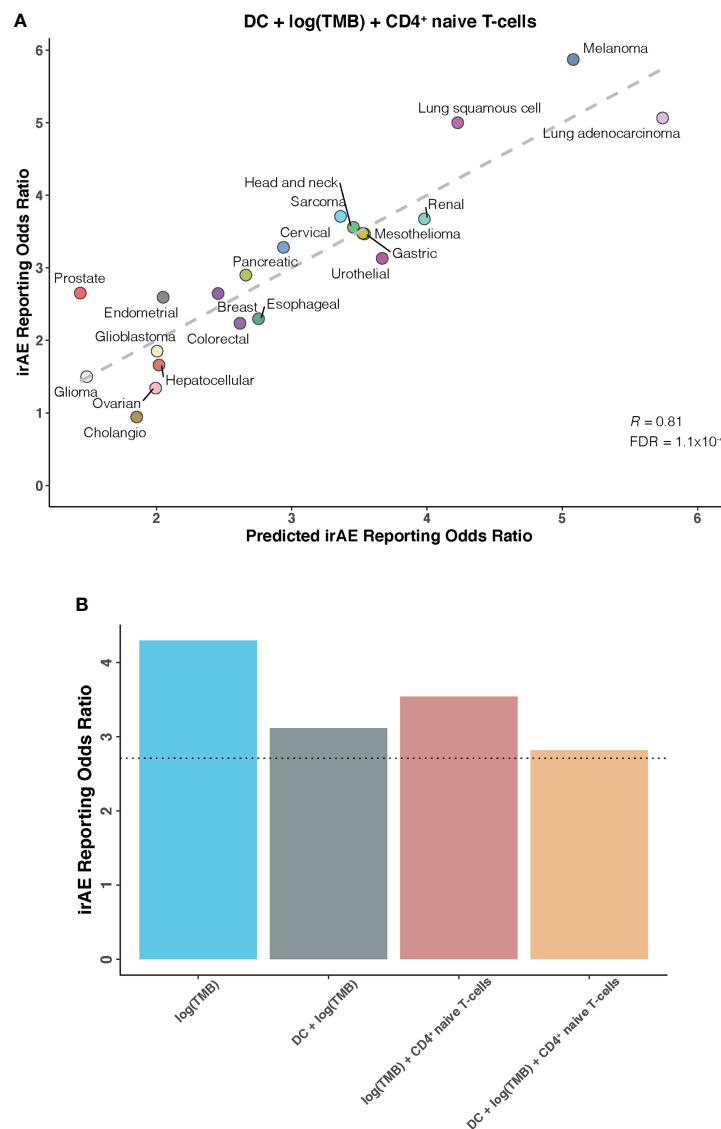 A
DC + log(TMB) + CD4⁺ naive T-cells
irAE Reporting Odds Ratio
6
5
4
3
2
1
0
Melanoma
Lung squamous cell
Lung adenocarcinoma
Head and neck
Sarcoma
Renal
Cervical
Mesothelioma
Gastric
Urothelial
Pancreatic
Prostate
Endometrial
Breast
Esophageal
Glioblastoma
Colorectal
Hepatocellular
Glioma
Ovarian
Cholangio
R = 0.81
FDR = 1.1x10⁻
2
3
4
5
6
Predicted irAE Reporting Odds Ratio
B
irAE Reporting Odds Ratio
4
3
2
1
0
log(TMB)
DC + log(TMB)
log(TMB) + CD4⁺ naive T-cells
DC + log(TMB) + CD4⁺ naive T-cells